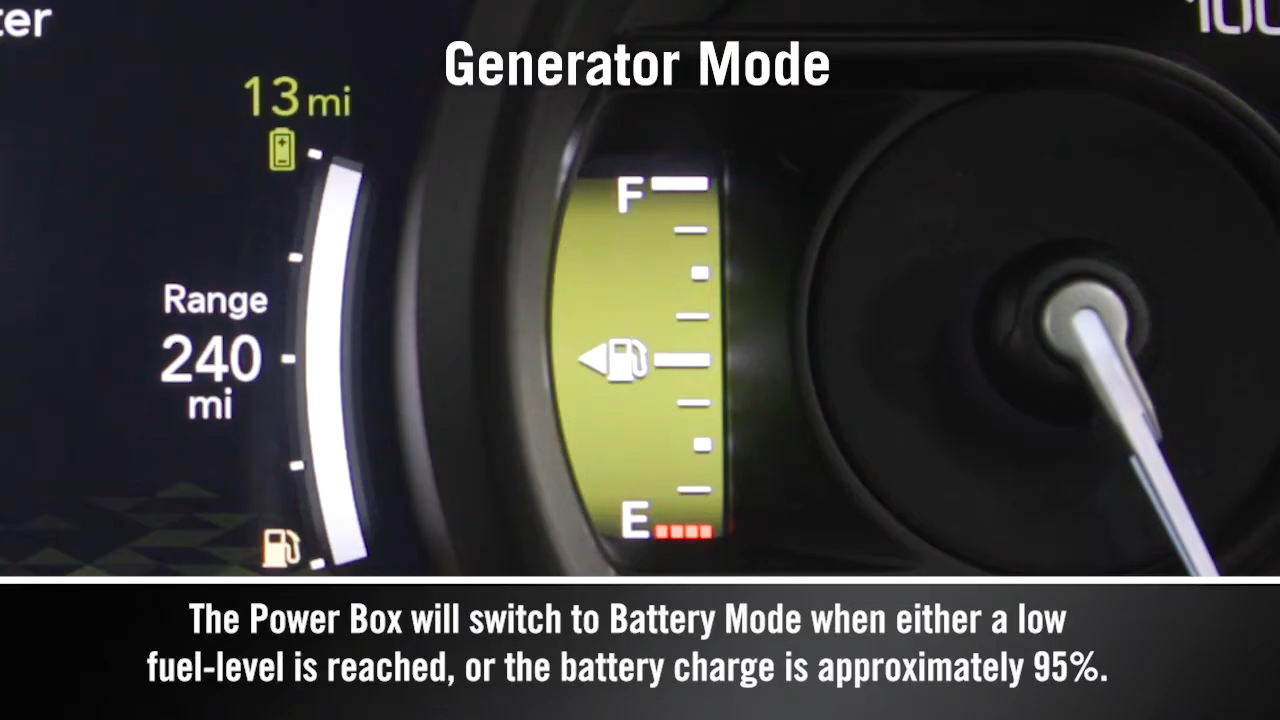 Generator Mode
13 mi
F
Range
240
mi
E
The Power Box will switch to Battery Mode when either a low
fuel-level is reached, or the battery charge is approximately 95%.